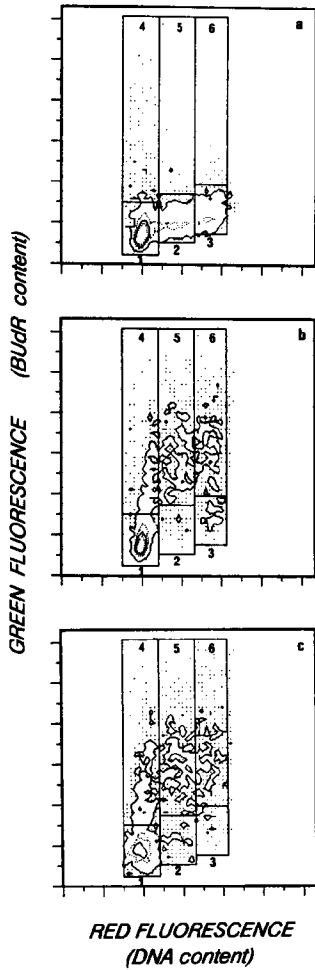 4 5 6 a
1 2 3
4 5 6 b
1 2 3
4 5 6 c
1 2 3
GREEN FLUORESCENCE (BUdR content)
RED FLUORESCENCE
(DNA content)